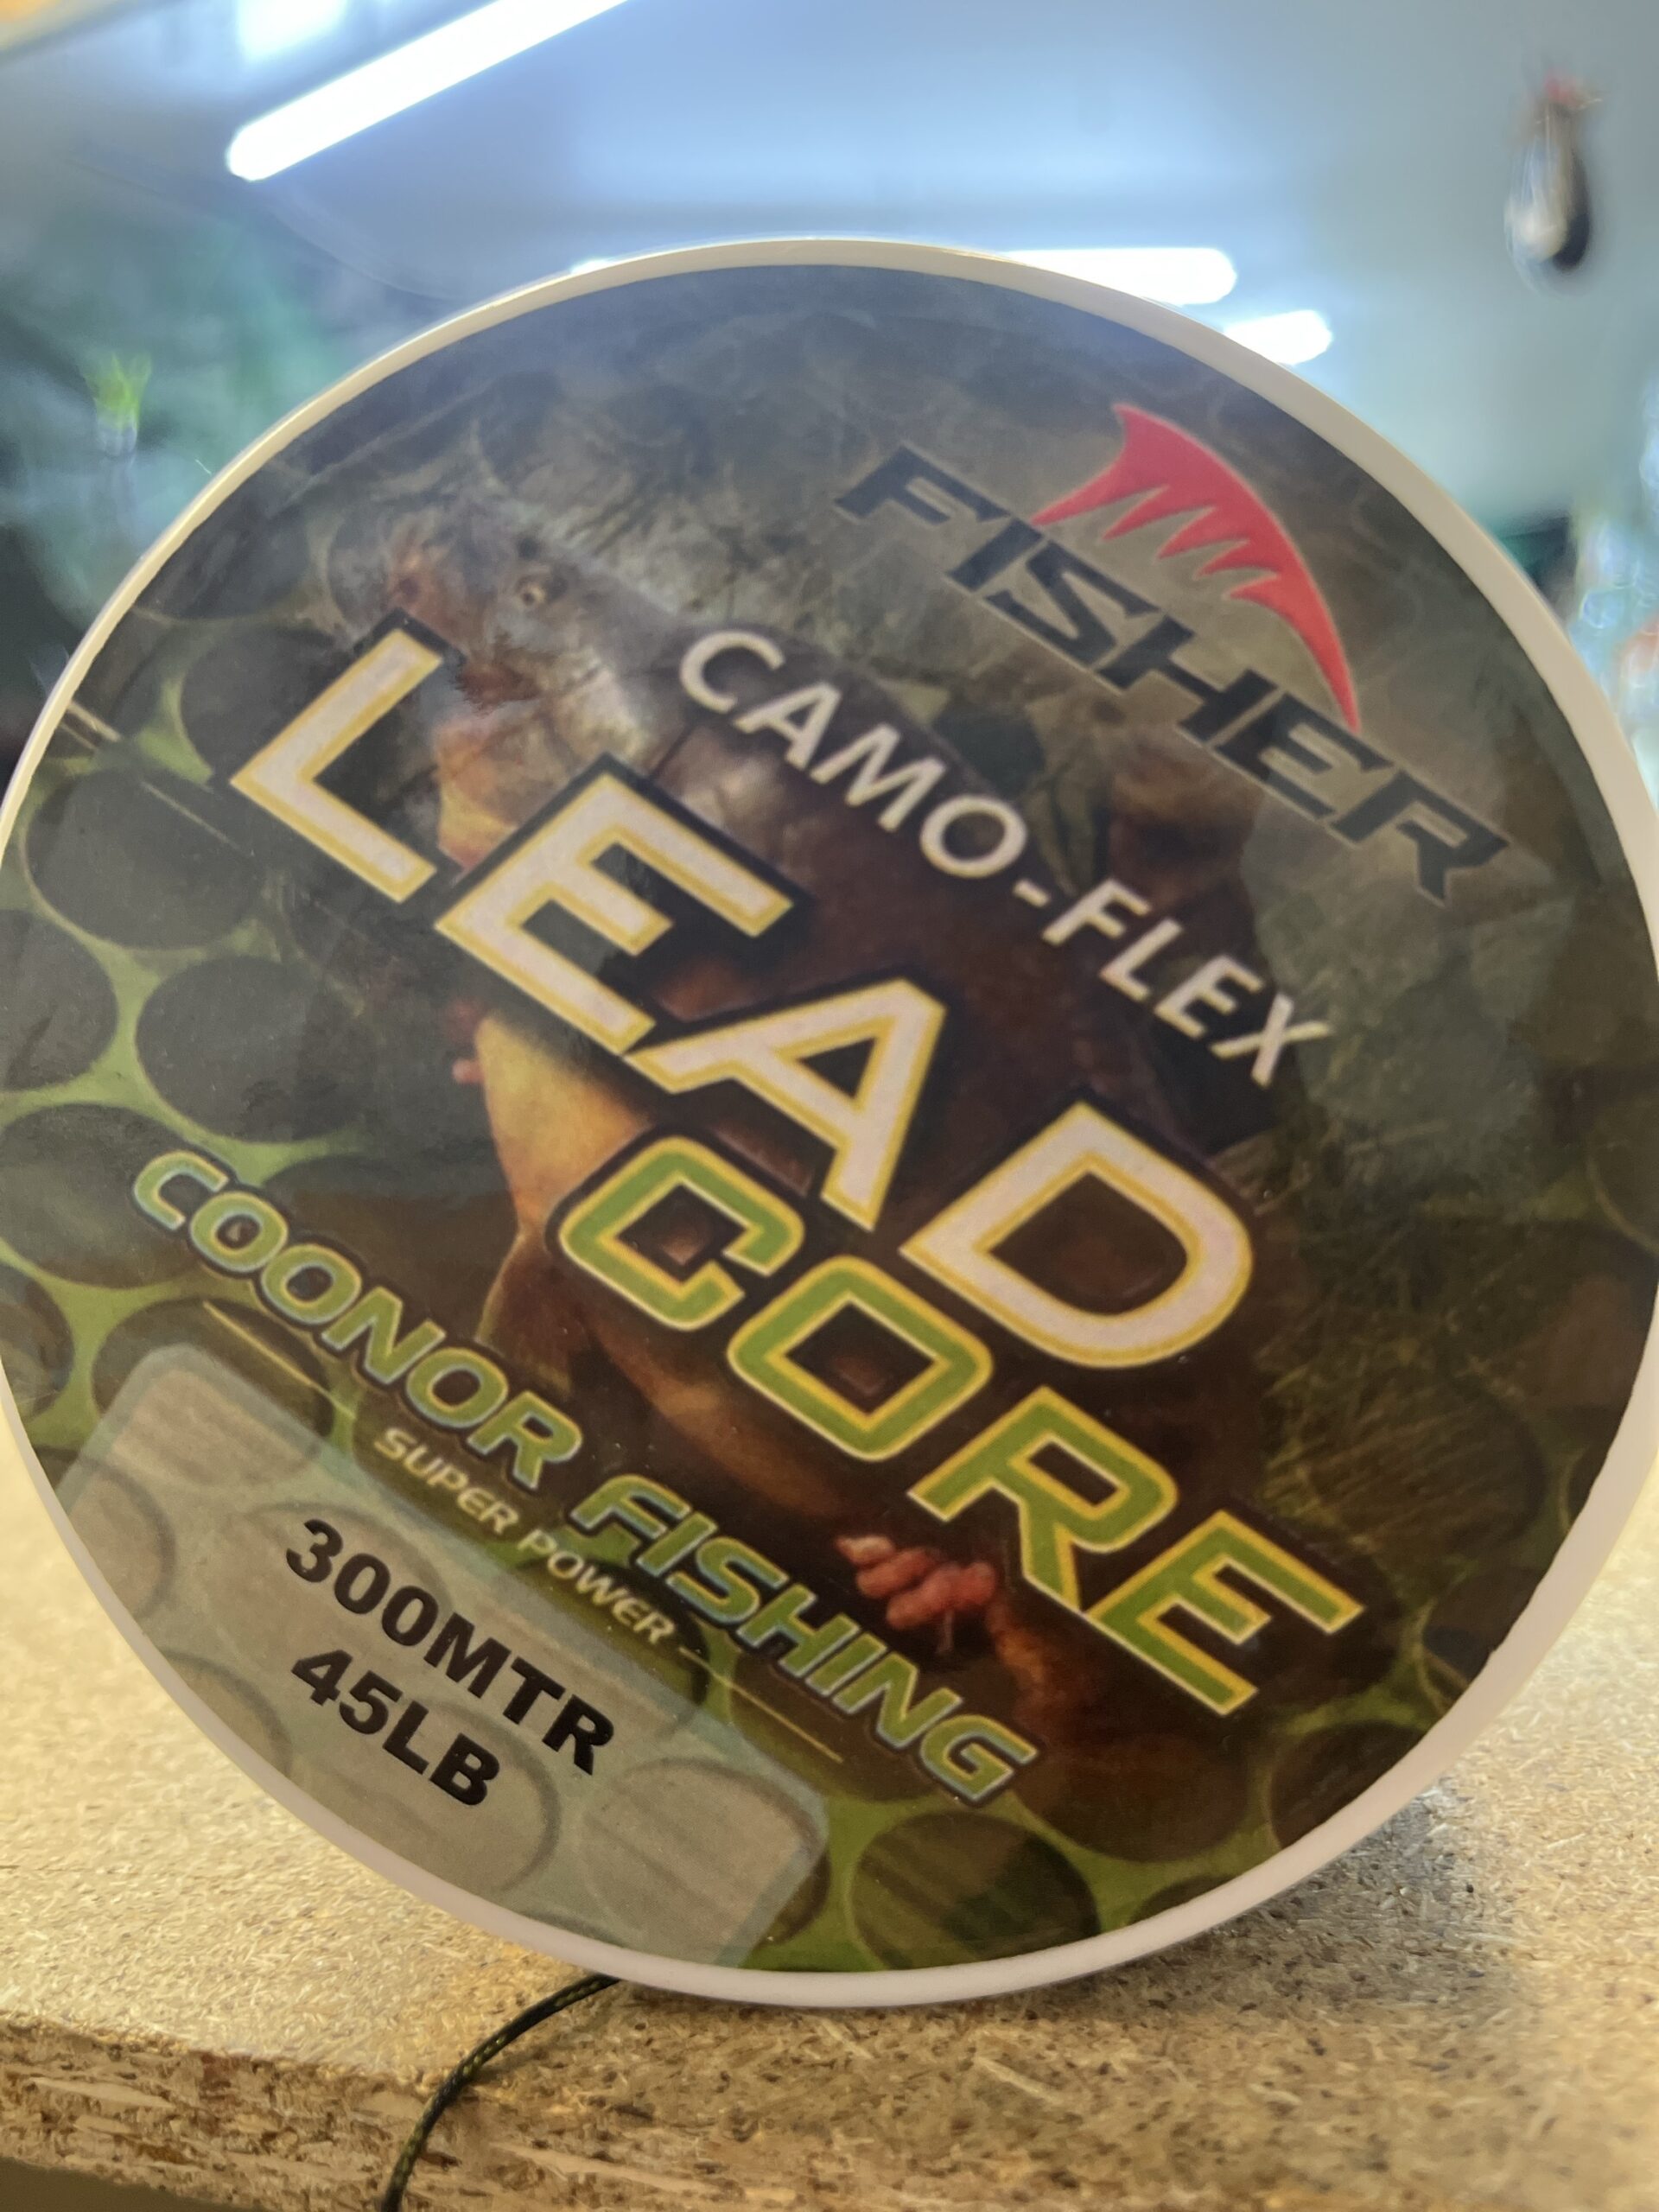 FISHER
CAMO-FLEX
LEAD
CORE
COONOR FISHING
SUPER POWER
300MTR
45LB